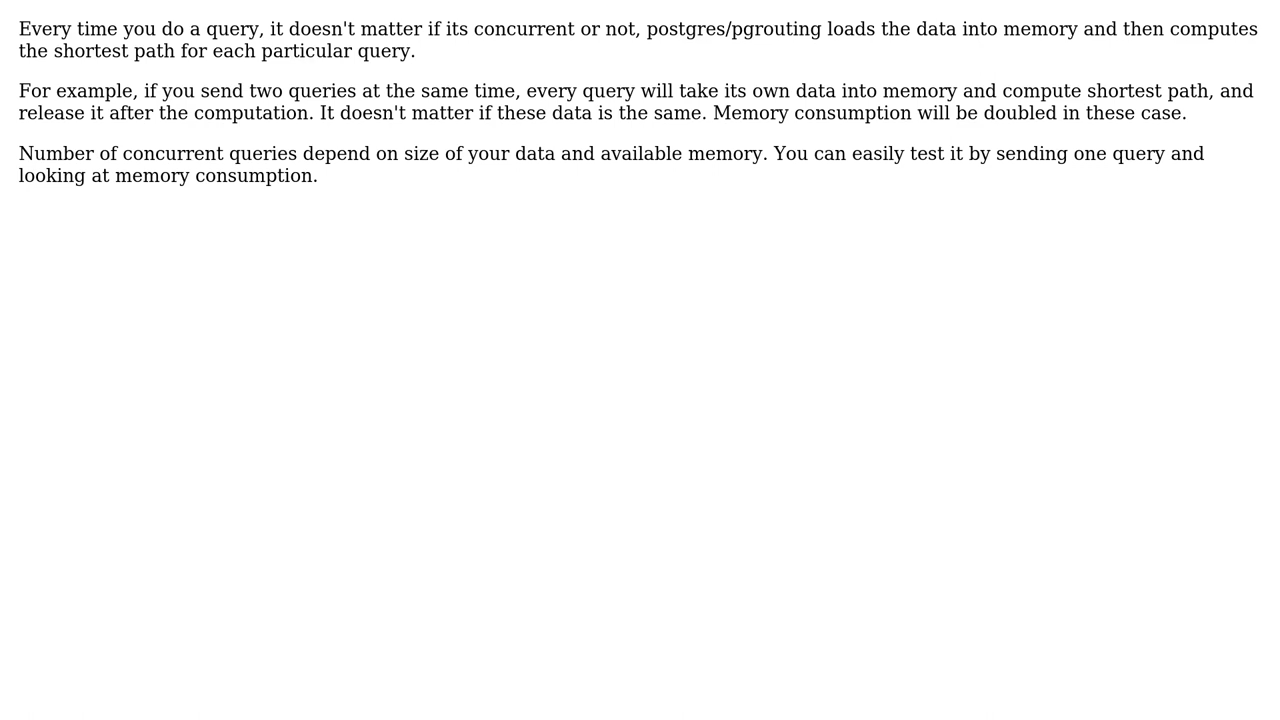 Every time you do a query, it doesn't matter if its concurrent or not, postgres/pgrouting loads the data into memory and then computes
the shortest path for each particular query.
For example, if you send two queries at the same time, every query will take its own data into memory and compute shortest path, and
release it after the computation. It doesn't matter if these data is the same. Memory consumption will be doubled in these case.
Number of concurrent queries depend on size of your data and available memory. You can easily test it by sending one query and
looking at memory consumption.